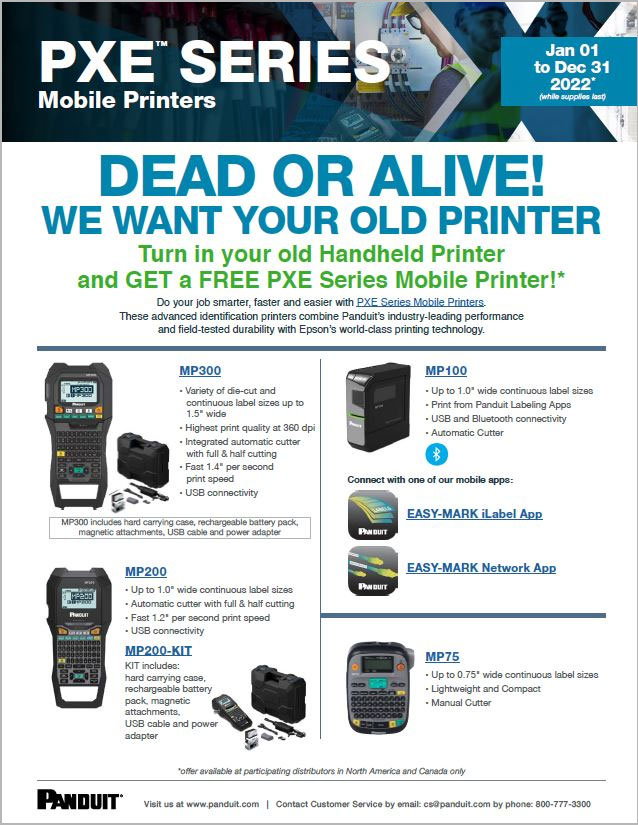 PXE™ SERIES
Mobile Printers
Jan 01
to Dec 31
2022*
(while supplies last)
DEAD OR ALIVE!
WE WANT YOUR OLD PRINTER
Turn in your old Handheld Printer
and GET a FREE PXE Series Mobile Printer!*
Do your job smarter, faster and easier with PXE Series Mobile Printers.
These advanced identification printers combine Panduit's industry-leading performance
and field-tested durability with Epson's world-class printing technology.
MP300
• Variety of die-cut and
continuous label sizes up to
1.5" wide
• Highest print quality at 360 dpi
• Integrated automatic cutter
with full & half cutting
• Fast 1.4" per second
print speed
• USB connectivity
MP300
PANDUIT
MP300 includes hard carrying case, rechargeable battery pack,
magnetic attachments, USB cable and power adapter
MP200
• Up to 1.0" wide continuous label sizes
• Automatic cutter with full & half cutting
• Fast 1.2" per second print speed
• USB connectivity
MP200
PANDUIT
MP200-KIT
KIT includes:
hard carrying case,
rechargeable battery
pack, magnetic
attachments,
USB cable and power
adapter
MP100
• Up to 1.0" wide continuous label sizes
• Print from Panduit Labeling Apps
• USB and Bluetooth connectivity
• Automatic Cutter
Connect with one of our mobile apps:
LABELS
PANDUIT
EASY-MARK iLabel App
PANDUIT
EASY-MARK Network App
MP75
• Up to 0.75" wide continuous label sizes
• Lightweight and Compact
• Manual Cutter
*offer available at participating distributors in North America and Canada only
PANDUIT™
Visit us at www.panduit.com | Contact Customer Service by email: cs@panduit.com by phone: 800-777-3300